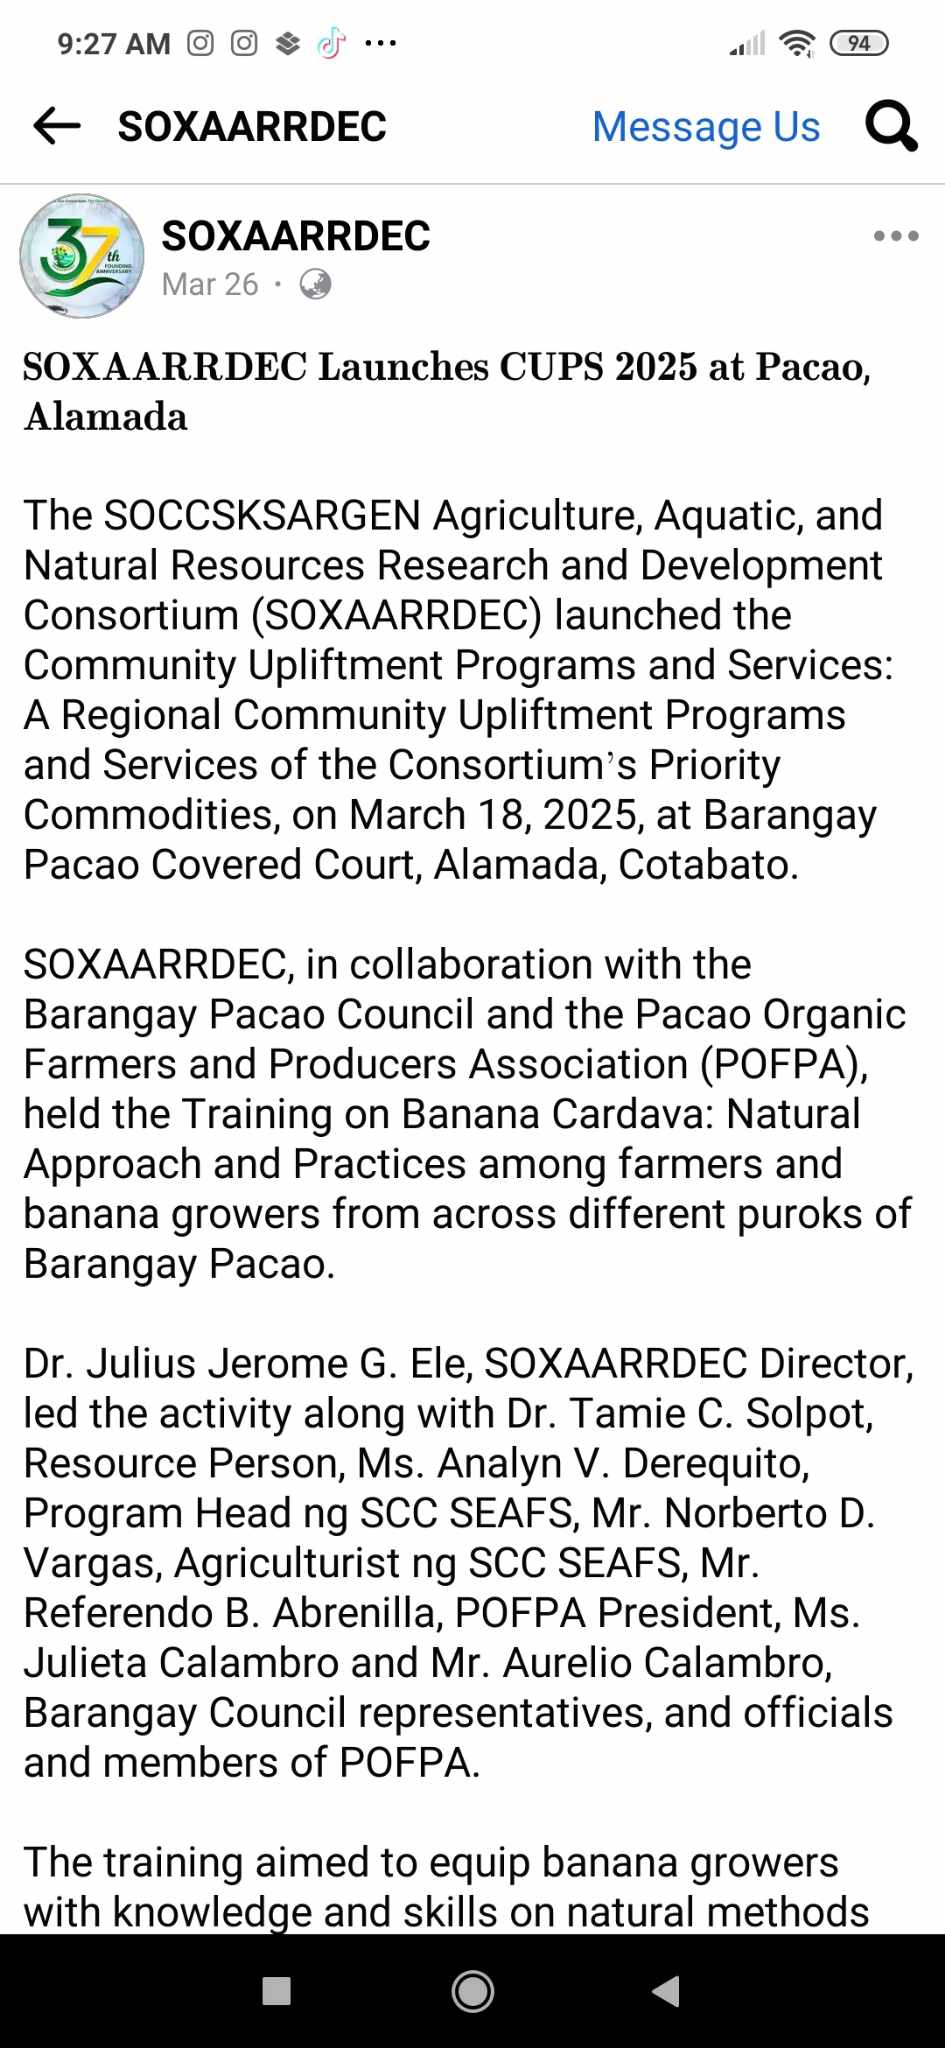 9:27 AM
94
SOXAARRDEC
Message Us
37th
FOUNDING
ANNIVERSARY
SOXAARRDEC
Mar 26 ·
SOXAARRDEC Launches CUPS 2025 at Pacao,
Alamada
The SOCCSKSARGEN Agriculture, Aquatic, and
Natural Resources Research and Development
Consortium (SOXAARRDEC) launched the
Community Upliftment Programs and Services:
A Regional Community Upliftment Programs
and Services of the Consortium’s Priority
Commodities, on March 18, 2025, at Barangay
Pacao Covered Court, Alamada, Cotabato.
SOXAARRDEC, in collaboration with the
Barangay Pacao Council and the Pacao Organic
Farmers and Producers Association (POFPA),
held the Training on Banana Cardava: Natural
Approach and Practices among farmers and
banana growers from across different puroks of
Barangay Pacao.
Dr. Julius Jerome G. Ele, SOXAARRDEC Director,
led the activity along with Dr. Tamie C. Solpot,
Resource Person, Ms. Analyn V. Derequito,
Program Head ng SCC SEAFS, Mr. Norberto D.
Vargas, Agriculturist ng SCC SEAFS, Mr.
Referendo B. Abrenilla, POFPA President, Ms.
Julieta Calambro and Mr. Aurelio Calambro,
Barangay Council representatives, and officials
and members of POFPA.
The training aimed to equip banana growers
with knowledge and skills on natural methods